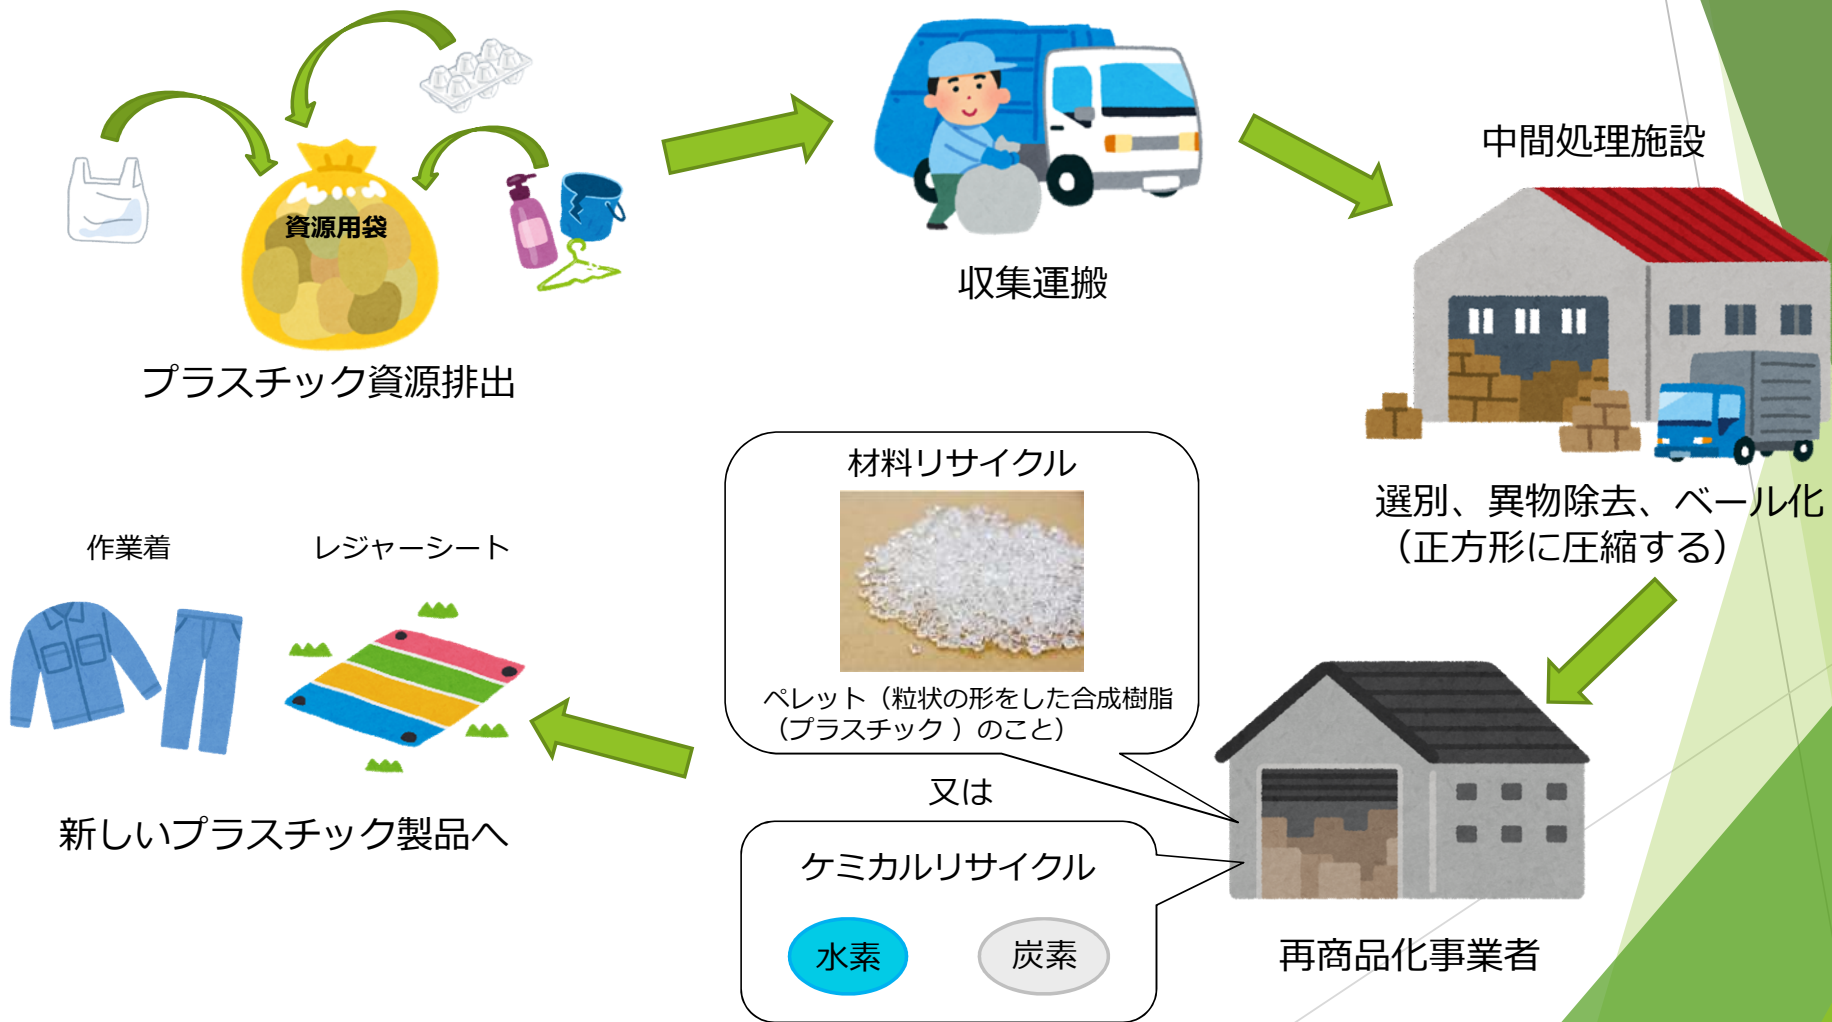 資源用袋
プラスチック資源排出
収集運搬
中間処理施設
選別、異物除去、ベール化
（正方形に圧縮する）
再商品化事業者
材料リサイクル
ペレット（粒状の形をした合成樹脂
（プラスチック ）のこと）
又は
ケミカルリサイクル
水素
炭素
作業着
レジャーシート
新しいプラスチック製品へ